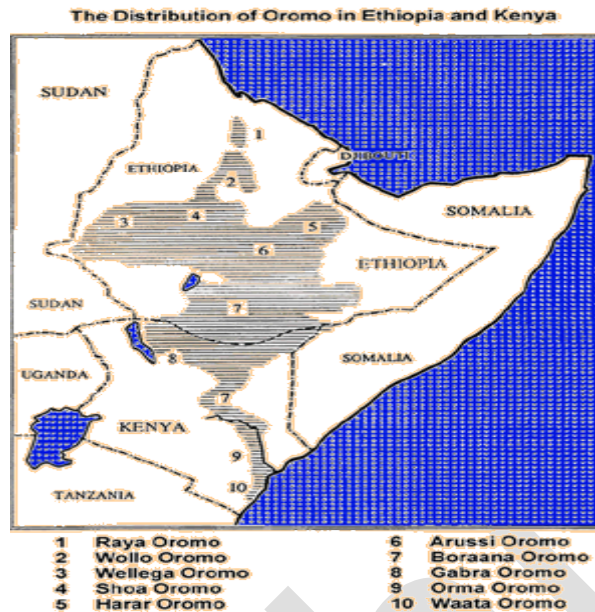 The Distribution of Oromo in Ethiopia and Kenya
SUDAN
1
DJIBOUTI
ETHIOPIA
2
3
4
5
SOMALIA
6
ETHIOPIA
SUDAN
7
8
SOMALIA
UGANDA
7
KENYA
9
10
TANZANIA
1 Raya Oromo
2 Wollo Oromo
3 Wellega Oromo
4 Shoa Oromo
5 Harar Oromo
6 Arussi Oromo
7 Boraana Oromo
8 Gabra Oromo
9 Orma Oromo
10 Waata Oromo